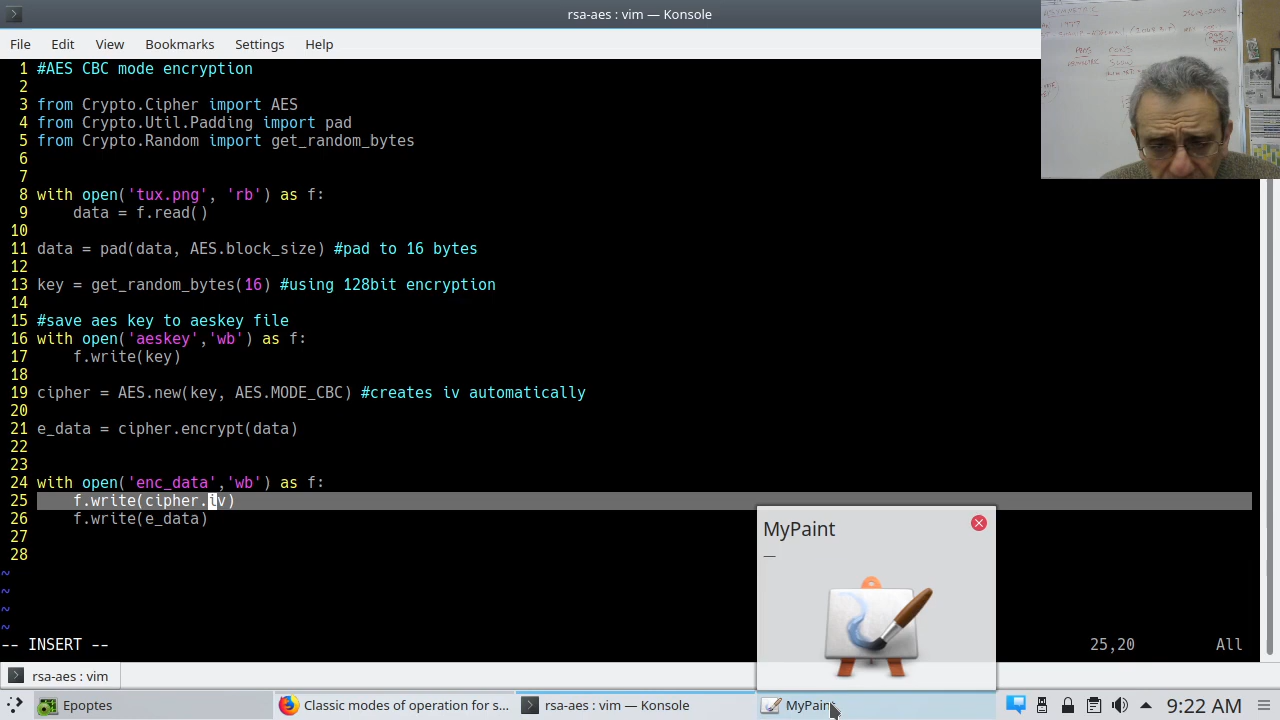 rsa-aes : vim — Konsole
File Edit View Bookmarks Settings Help
1 #AES CBC mode encryption
2
3 from Crypto.Cipher import AES
4 from Crypto.Util.Padding import pad
5 from Crypto.Random import get_random_bytes
6
7
8 with open('tux.png', 'rb') as f:
9     data = f.read()
10
11 data = pad(data, AES.block_size) #pad to 16 bytes
12
13 key = get_random_bytes(16) #using 128bit encryption
14
15 #save aes key to aeskey file
16 with open('aeskey','wb') as f:
17     f.write(key)
18
19 cipher = AES.new(key, AES.MODE_CBC) #creates iv automatically
20
21 e_data = cipher.encrypt(data)
22
23
24 with open('enc_data','wb') as f:
25     f.write(cipher.iv)
26     f.write(e_data)
27
28
~
~
~
~
-- INSERT -- 25,20 All
MyPaint
—
rsa-aes : vim
Epoptes Classic modes of operation for s... rsa-aes : vim — Konsole MyPaint 9:22 AM